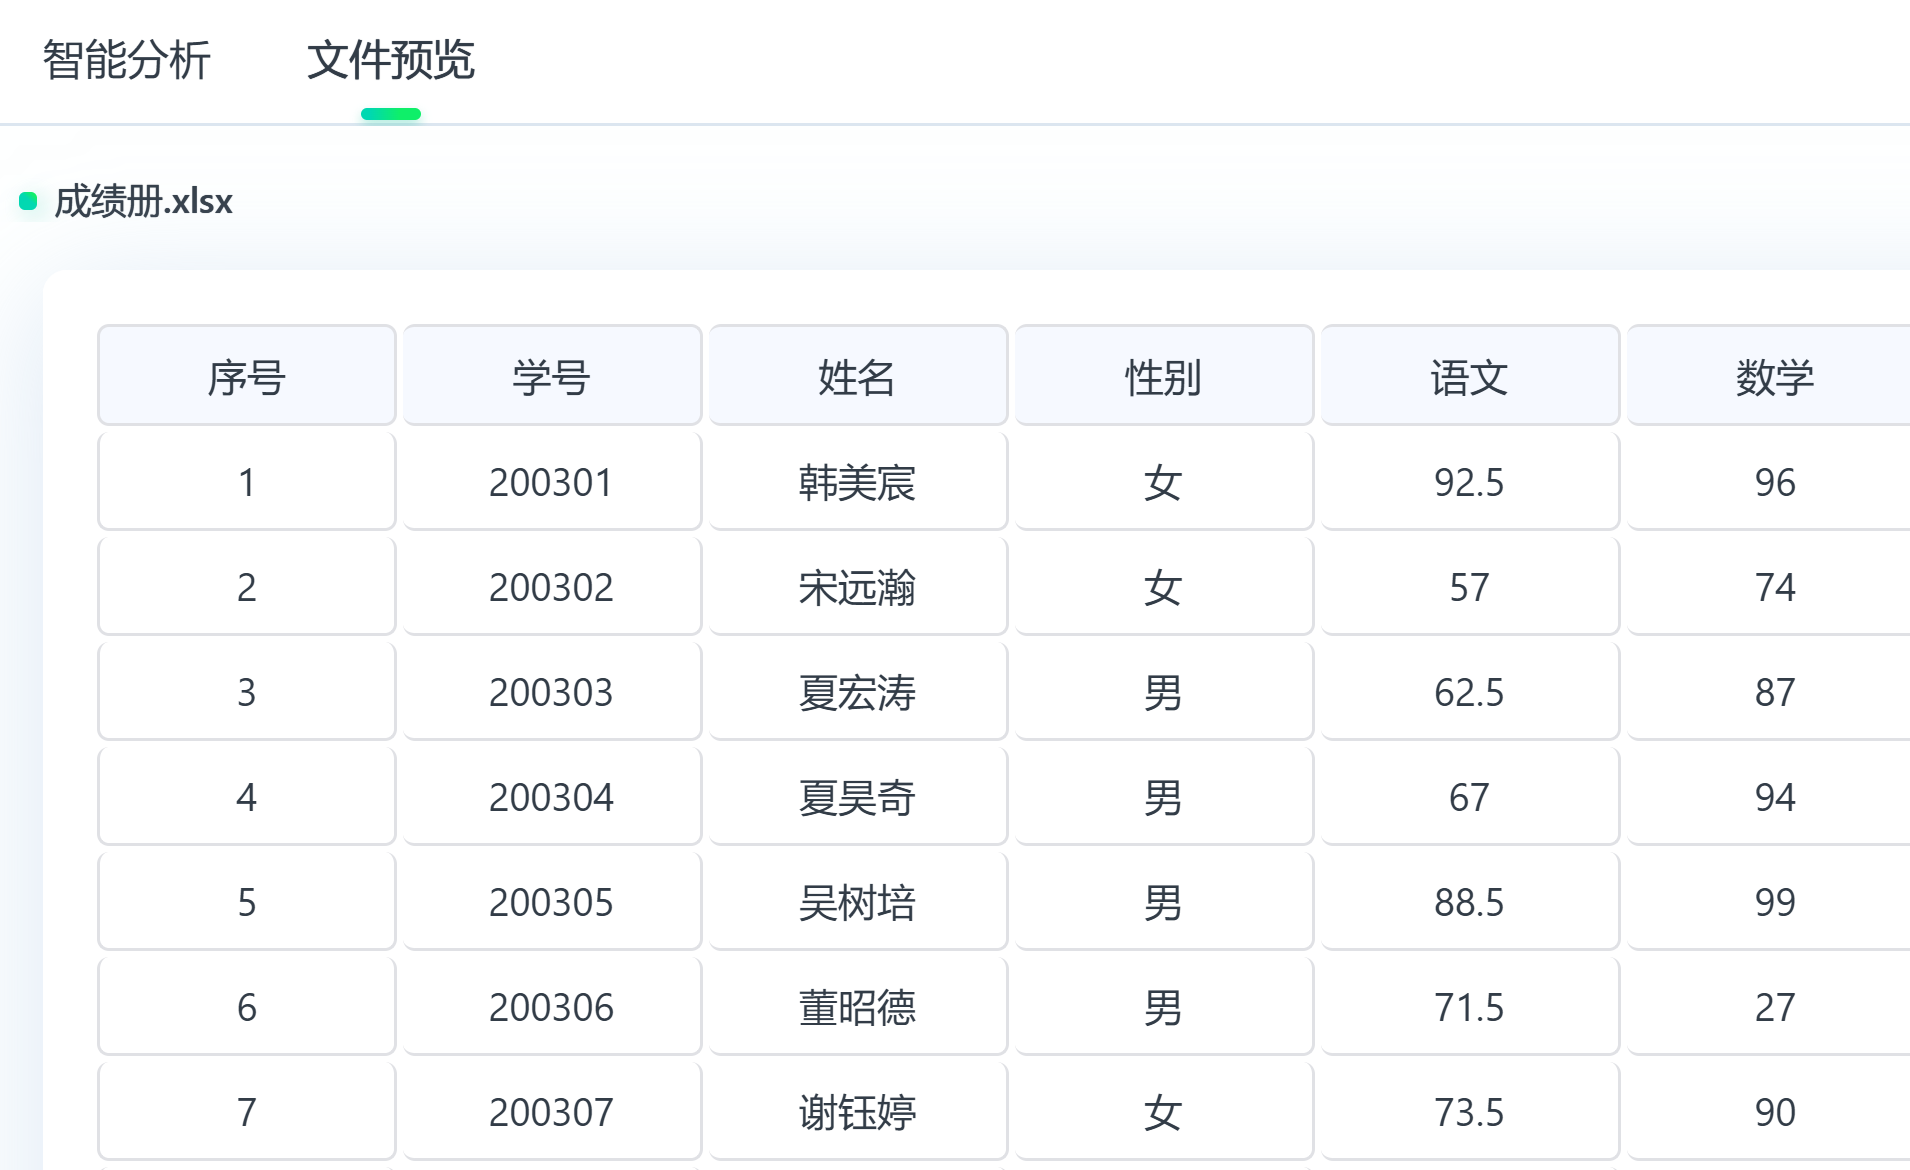 智能分析 文件预览
成绩册.xlsx
序号 学号 姓名 性别 语文 数学
1 200301 韩美宸 女 92.5 96
2 200302 宋远瀚 女 57 74
3 200303 夏宏涛 男 62.5 87
4 200304 夏昊奇 男 67 94
5 200305 吴树培 男 88.5 99
6 200306 董昭德 男 71.5 27
7 200307 谢钰婷 女 73.5 90